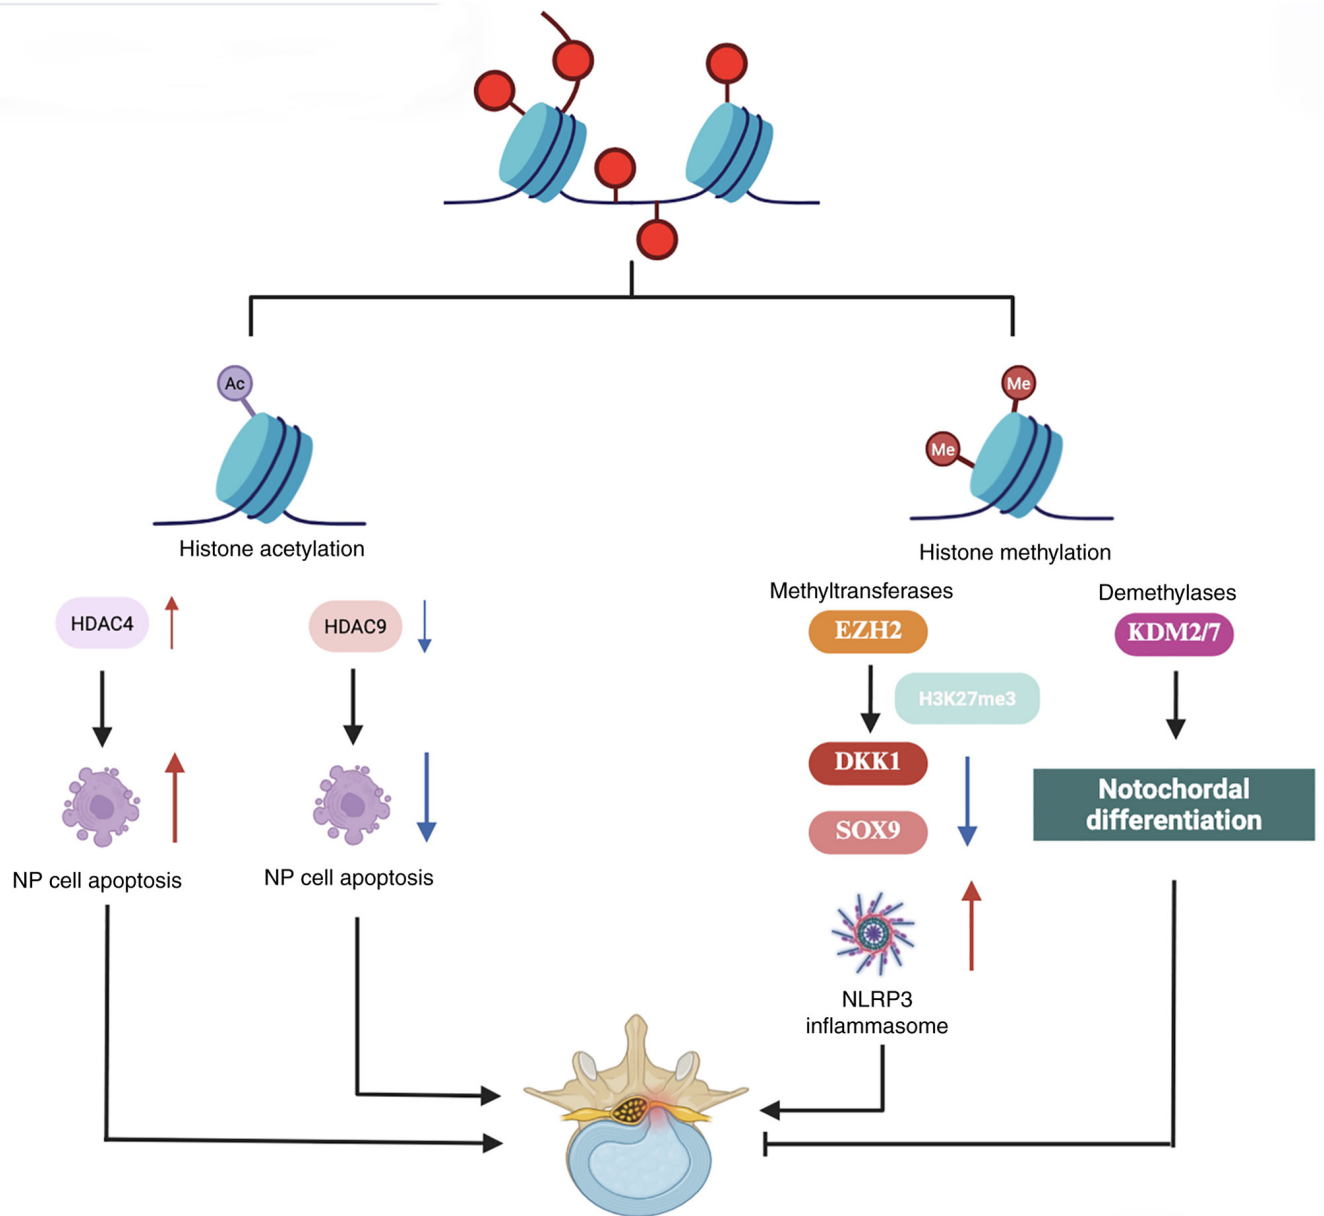 Ac
Me
Me
Histone acetylation
Histone methylation
HDAC4
HDAC9
Methyltransferases
EZH2
Demethylases
KDM2/7
H3K27me3
DKK1
SOX9
Notochordal
differentiation
NP cell apoptosis
NP cell apoptosis
NLRP3
inflammasome